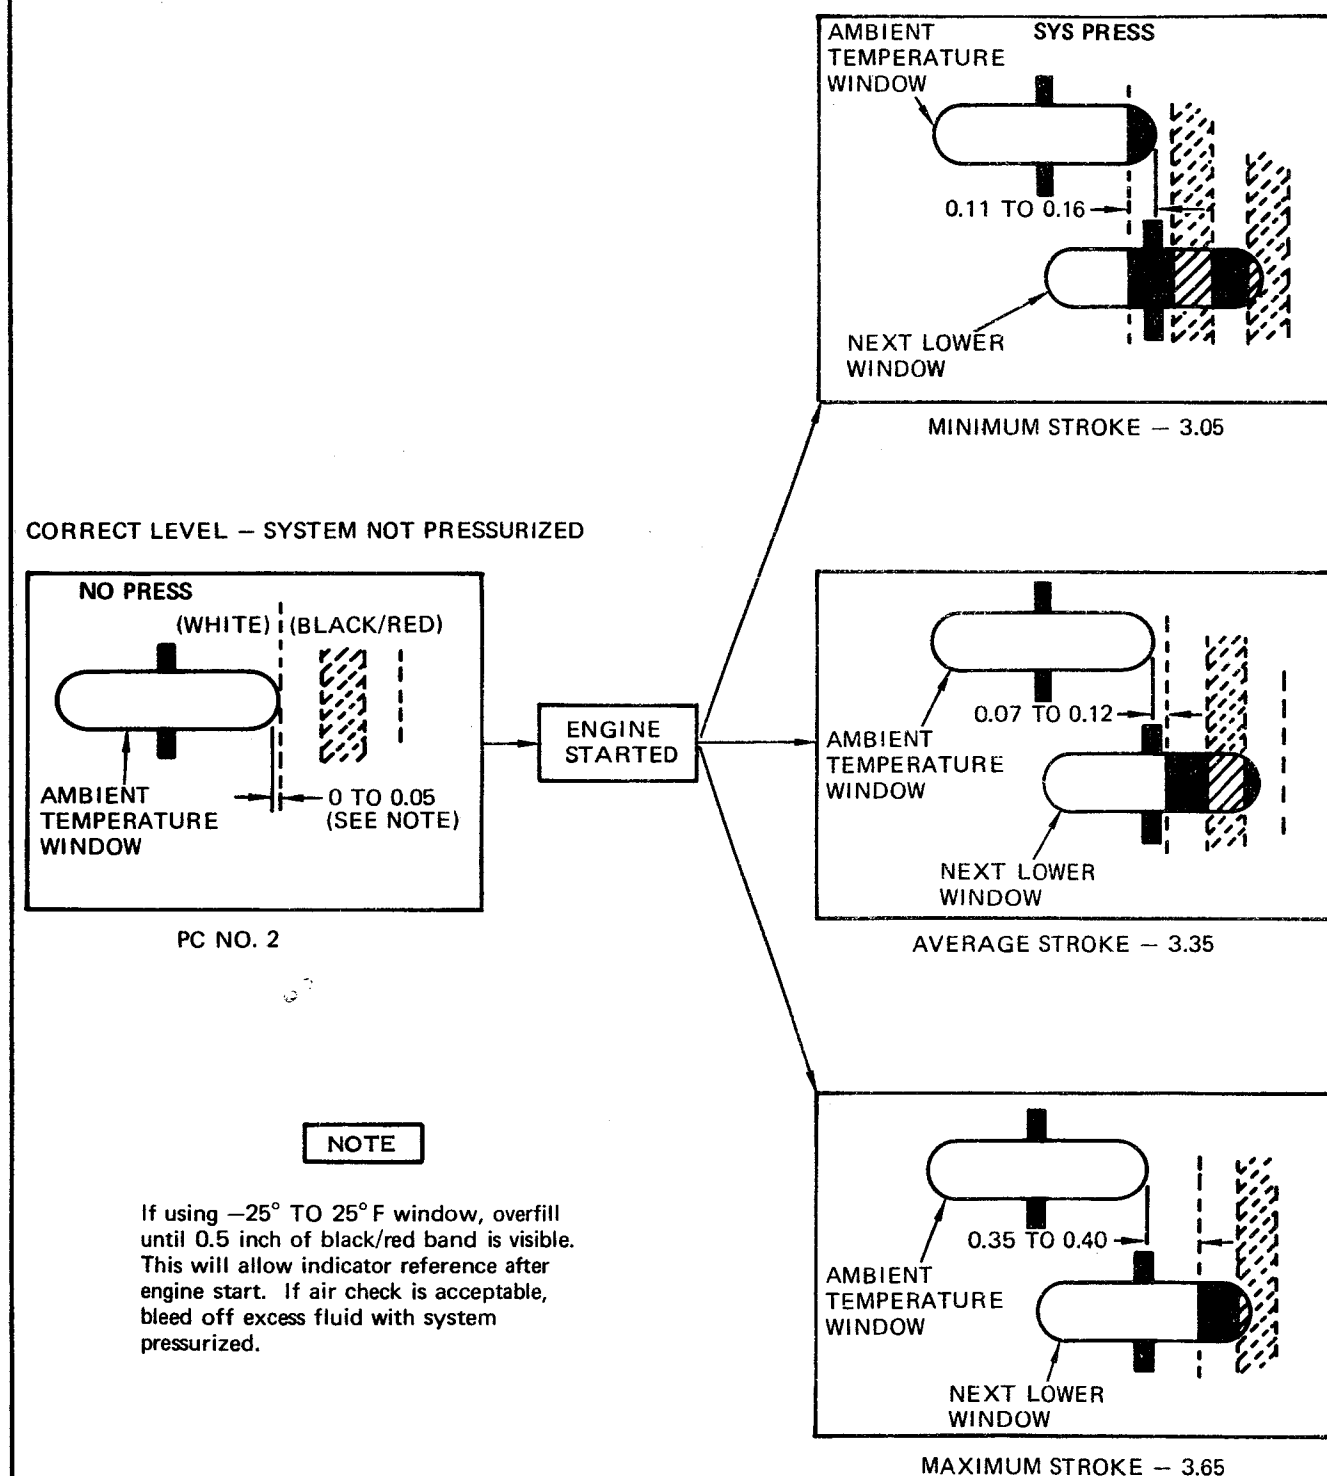 AMBIENT
TEMPERATURE
WINDOW
SYS PRESS
0.11 TO 0.16
NEXT LOWER
WINDOW
MINIMUM STROKE – 3.05
CORRECT LEVEL – SYSTEM NOT PRESSURIZED
NO PRESS
(WHITE) (BLACK/RED)
AMBIENT
TEMPERATURE
WINDOW
0 TO 0.05
(SEE NOTE)
PC NO. 2
ENGINE
STARTED
0.07 TO 0.12
AMBIENT
TEMPERATURE
WINDOW
NEXT LOWER
WINDOW
AVERAGE STROKE – 3.35
NOTE
If using –25° TO 25° F window, overfill
until 0.5 inch of black/red band is visible.
This will allow indicator reference after
engine start. If air check is acceptable,
bleed off excess fluid with system
pressurized.
0.35 TO 0.40
AMBIENT
TEMPERATURE
WINDOW
NEXT LOWER
WINDOW
MAXIMUM STROKE – 3.65